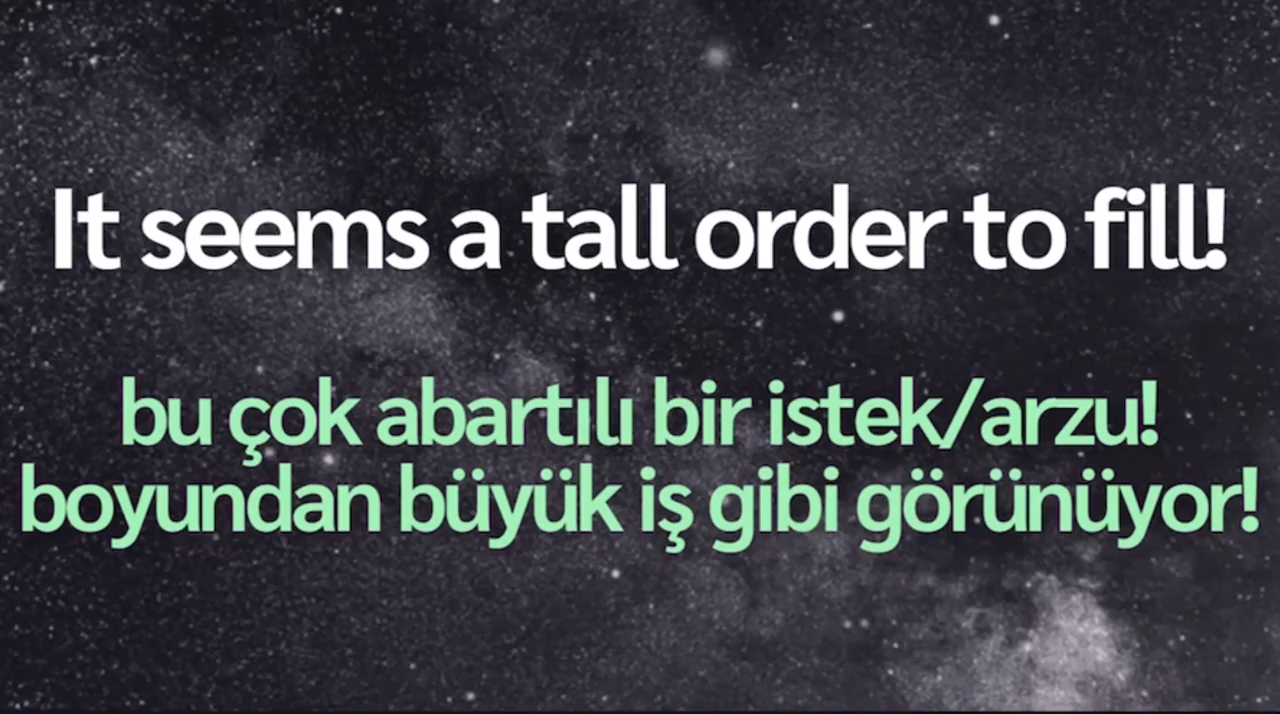 It seems a tall order to fill!
bu çok abartılı bir istek/arzu!
boyundan büyük iş gibi görünüyor!